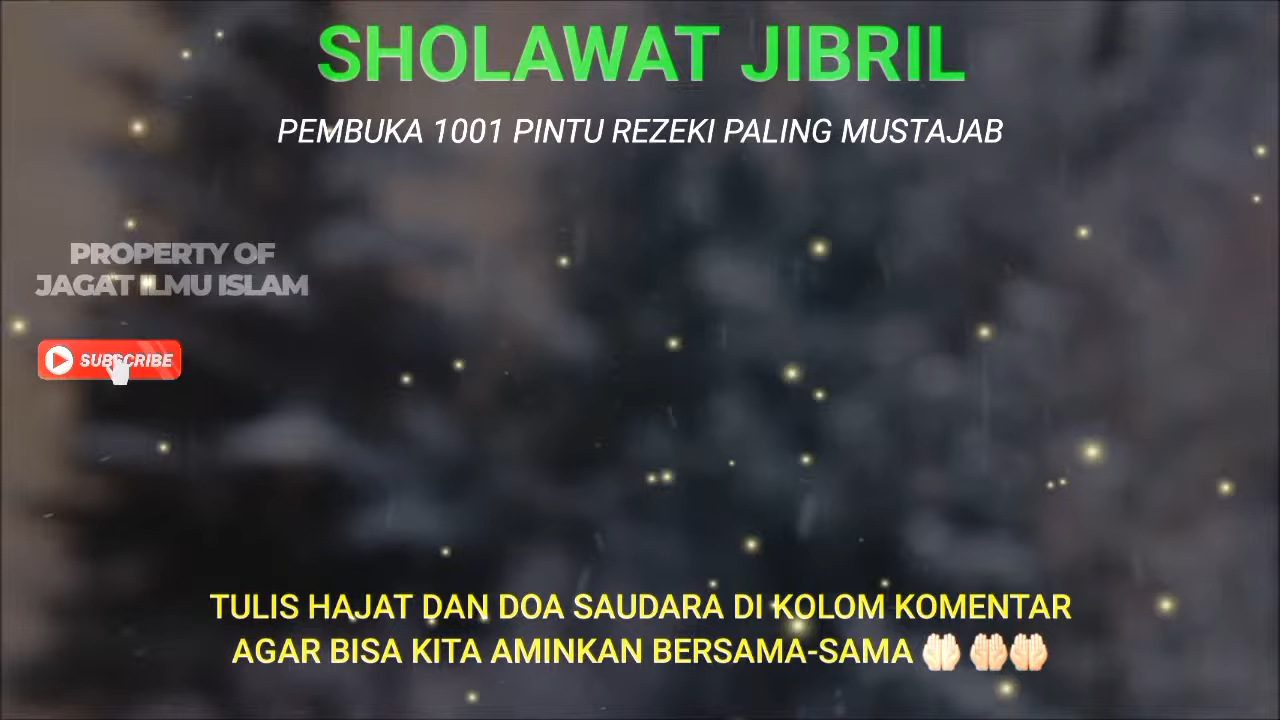 SHOLAWAT JIBRIL
PEMBUKA 1001 PINTU REZEKI PALING MUSTAJAB
PROPERTY OF
JAGAT ILMU ISLAM
SUBSCRIBE
TULIS HAJAT DAN DOA SAUDARA DI KOLOM KOMENTAR
AGAR BISA KITA AMINKAN BERSAMA-SAMA 🤲🏻 🤲🏻🤲🏻